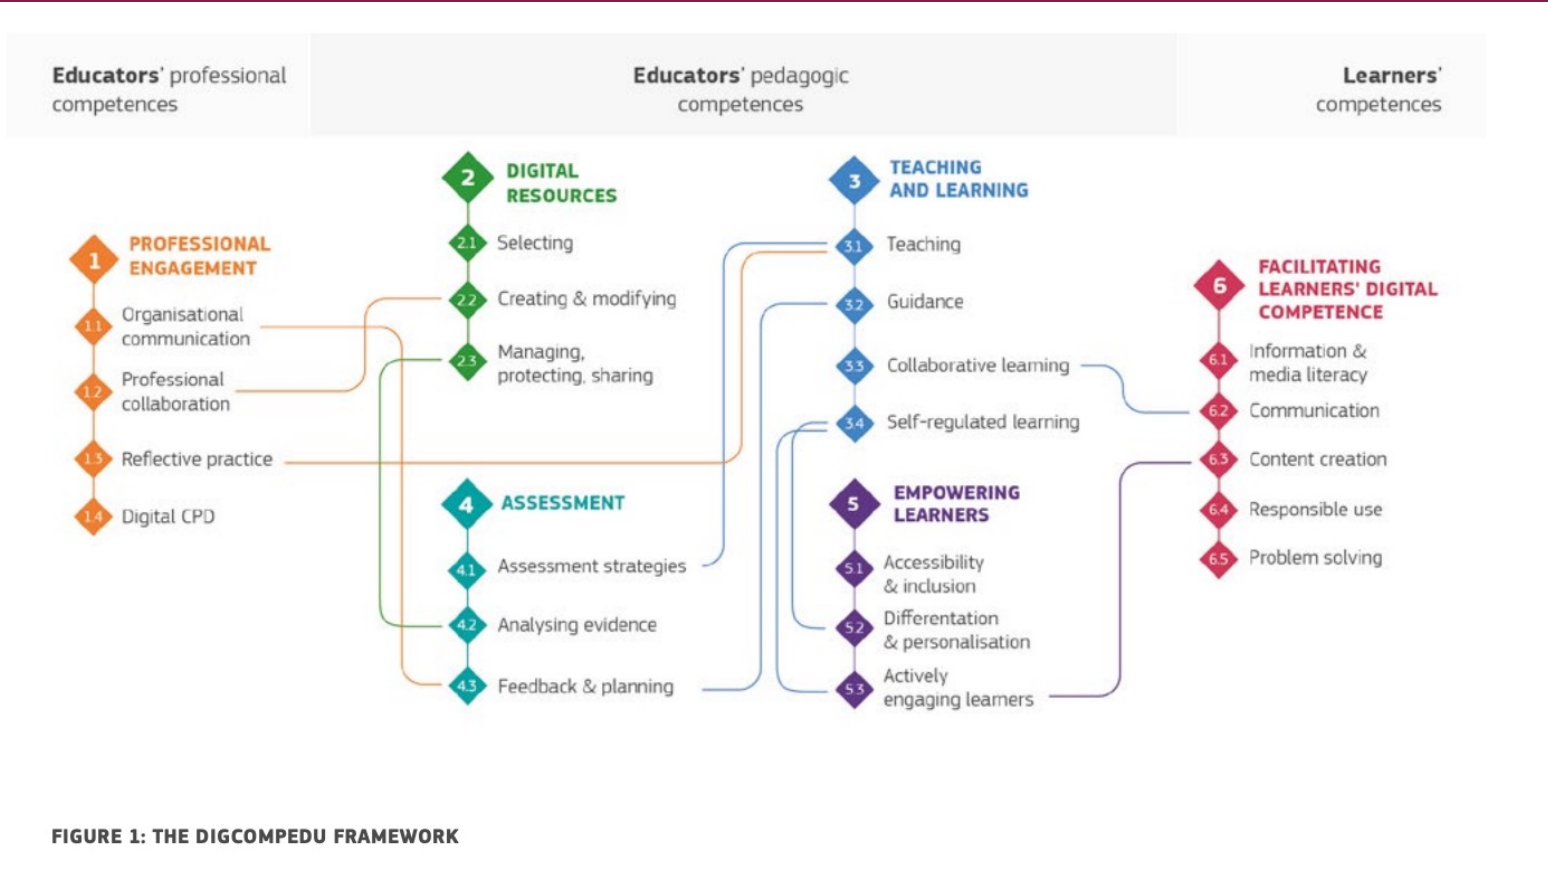 Educators' professional
competences
Educators' pedagogic
competences
Learners'
competences
1
PROFESSIONAL
ENGAGEMENT
1.1
Organisational
communication
1.2
Professional
collaboration
1.3
Reflective practice
1.4
Digital CPD
2
DIGITAL
RESOURCES
2.1
Selecting
2.2
Creating & modifying
2.3
Managing,
protecting, sharing
4
ASSESSMENT
4.1
Assessment strategies
4.2
Analysing evidence
4.3
Feedback & planning
3
TEACHING
AND LEARNING
3.1
Teaching
3.2
Guidance
3.3
Collaborative learning
3.4
Self-regulated learning
5
EMPOWERING
LEARNERS
5.1
Accessibility
& inclusion
5.2
Differentation
& personalisation
5.3
Actively
engaging learners
6
FACILITATING
LEARNERS' DIGITAL
COMPETENCE
6.1
Information &
media literacy
6.2
Communication
6.3
Content creation
6.4
Responsible use
6.5
Problem solving
FIGURE 1: THE DIGCOMPEDU FRAMEWORK